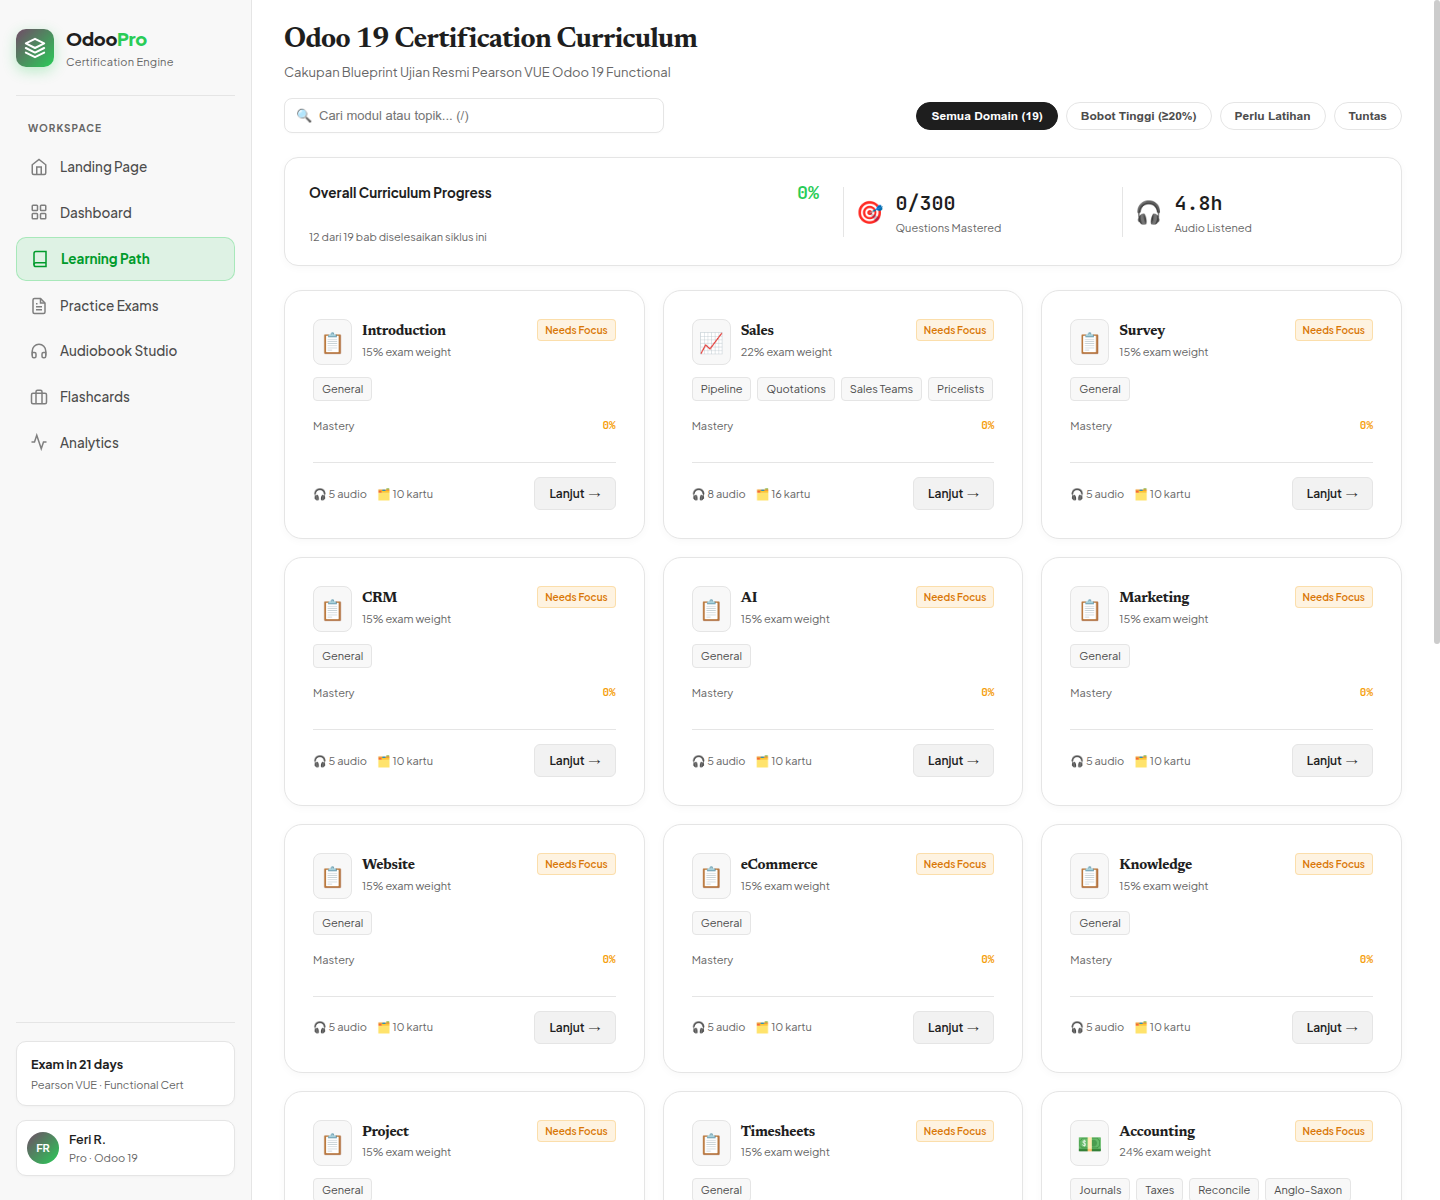 OdooPro
Certification Engine
WORKSPACE
Landing Page
Dashboard
Learning Path
Practice Exams
Audiobook Studio
Flashcards
Analytics
Exam in 21 days
Pearson VUE · Functional Cert
FR
Feri R.
Pro · Odoo 19
Odoo 19 Certification Curriculum
Cakupan Blueprint Ujian Resmi Pearson VUE Odoo 19 Functional
Cari modul atau topik... (/)
Semua Domain (19)
Bobot Tinggi (≥20%)
Perlu Latihan
Tuntas
Overall Curriculum Progress
0%
12 dari 19 bab diselesaikan siklus ini
0/300
Questions Mastered
4.8h
Audio Listened
Introduction
Needs Focus
15% exam weight
General
Mastery
0%
5 audio
10 kartu
Lanjut →
Sales
Needs Focus
22% exam weight
Pipeline
Quotations
Sales Teams
Pricelists
Mastery
0%
8 audio
16 kartu
Lanjut →
Survey
Needs Focus
15% exam weight
General
Mastery
0%
5 audio
10 kartu
Lanjut →
CRM
Needs Focus
15% exam weight
General
Mastery
0%
5 audio
10 kartu
Lanjut →
AI
Needs Focus
15% exam weight
General
Mastery
0%
5 audio
10 kartu
Lanjut →
Marketing
Needs Focus
15% exam weight
General
Mastery
0%
5 audio
10 kartu
Lanjut →
Website
Needs Focus
15% exam weight
General
Mastery
0%
5 audio
10 kartu
Lanjut →
eCommerce
Needs Focus
15% exam weight
General
Mastery
0%
5 audio
10 kartu
Lanjut →
Knowledge
Needs Focus
15% exam weight
General
Mastery
0%
5 audio
10 kartu
Lanjut →
Project
Needs Focus
15% exam weight
General
Timesheets
Needs Focus
15% exam weight
General
Accounting
Needs Focus
24% exam weight
Journals
Taxes
Reconcile
Anglo-Saxon